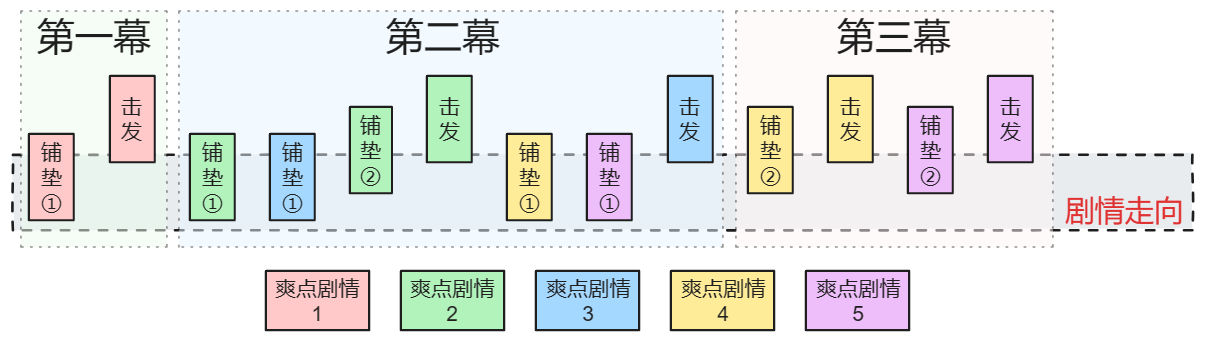 第一幕
第二幕
第三幕
铺垫①
击发
铺垫①
铺垫①
铺垫②
击发
铺垫①
铺垫①
击发
铺垫②
击发
铺垫②
击发
剧情走向
爽点剧情
1
爽点剧情
2
爽点剧情
3
爽点剧情
4
爽点剧情
5